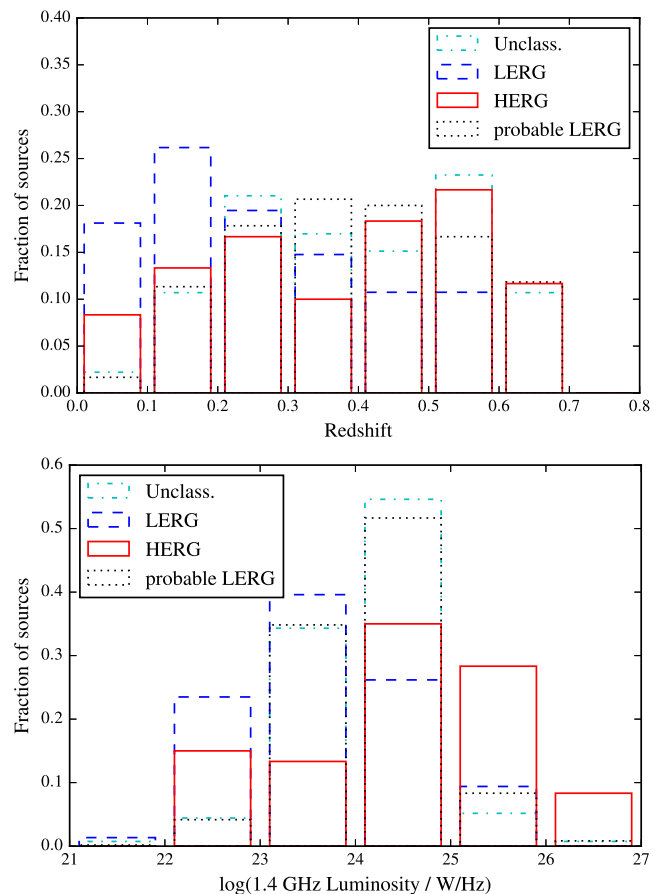 0.40
0.35
0.30
0.25
0.20
0.15
0.10
0.05
0.00
Fraction of sources
Unclass.
LERG
HERG
probable LERG
0.0 0.1 0.2 0.3 0.4 0.5 0.6 0.7 0.8
Redshift
0.6
0.5
0.4
0.3
0.2
0.1
0.0
Fraction of sources
Unclass.
LERG
HERG
probable LERG
21 22 23 24 25 26 27
log(1.4 GHz Luminosity / W/Hz)